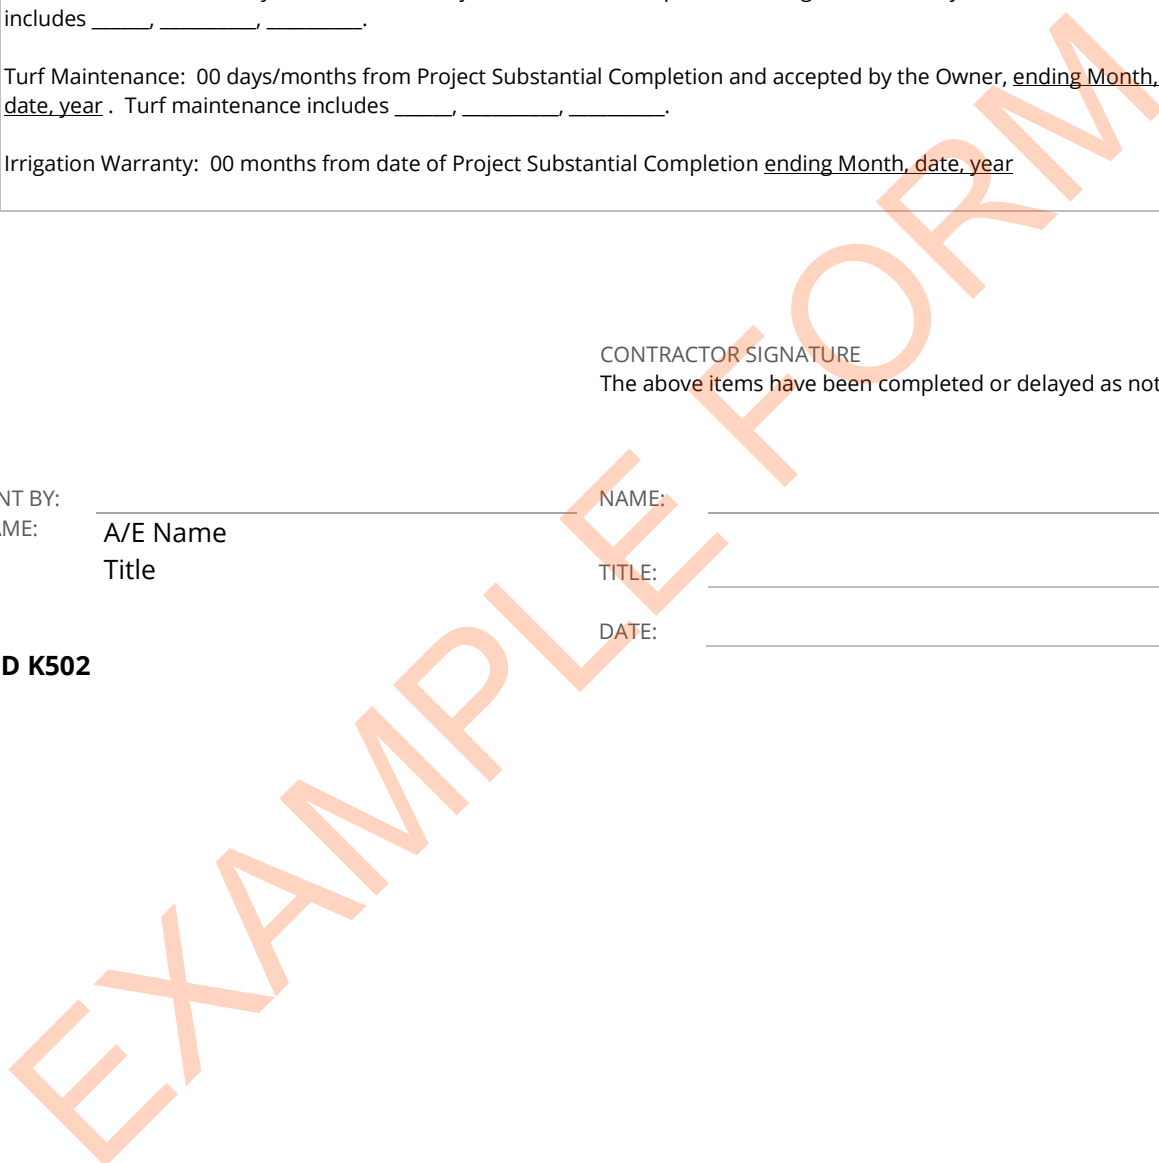 includes ______, __________, __________.
Turf Maintenance: 00 days/months from Project Substantial Completion and accepted by the Owner, ending Month,
date, year . Turf maintenance includes ______, __________, __________.
Irrigation Warranty: 00 months from date of Project Substantial Completion ending Month, date, year
CONTRACTOR SIGNATURE
The above items have been completed or delayed as not
NT BY:
NAME:
AME:
A/E Name
Title
TITLE:
DATE:
D K502
EXAMPLE FORM